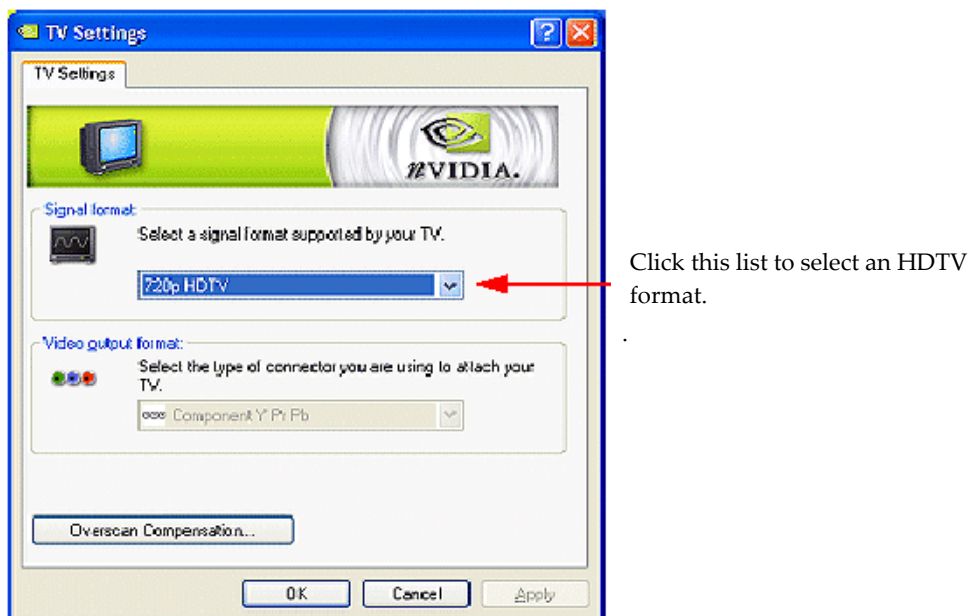 TV Settings
TV Settings
nVIDIA.
Signal format:
Select a signal format supported by your TV.
720p HDTV
Click this list to select an HDTV
format.
.
Video output format:
Select the type of connector you are using to attach your
TV.
Component Y Pr Pb
Overscan Compensation...
OK
Cancel
Apply